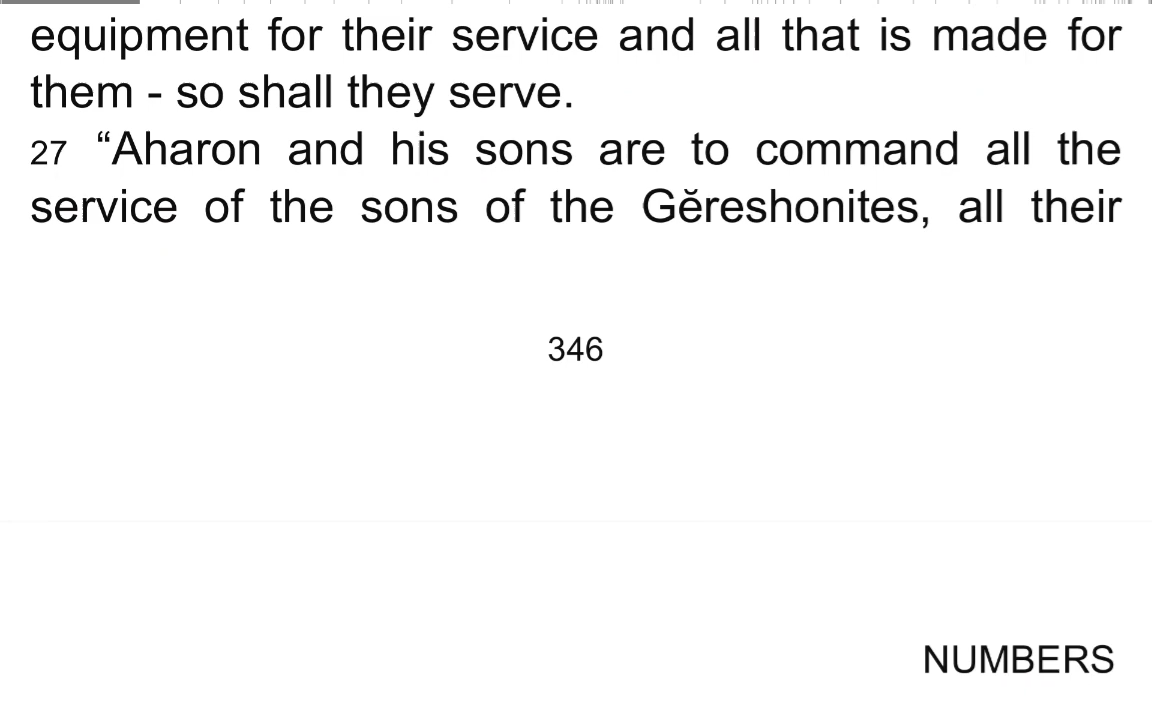 equipment for their service and all that is made for
them - so shall they serve.
27 “Aharon and his sons are to command all the
service of the sons of the Gĕreshonites, all their
346
NUMBERS